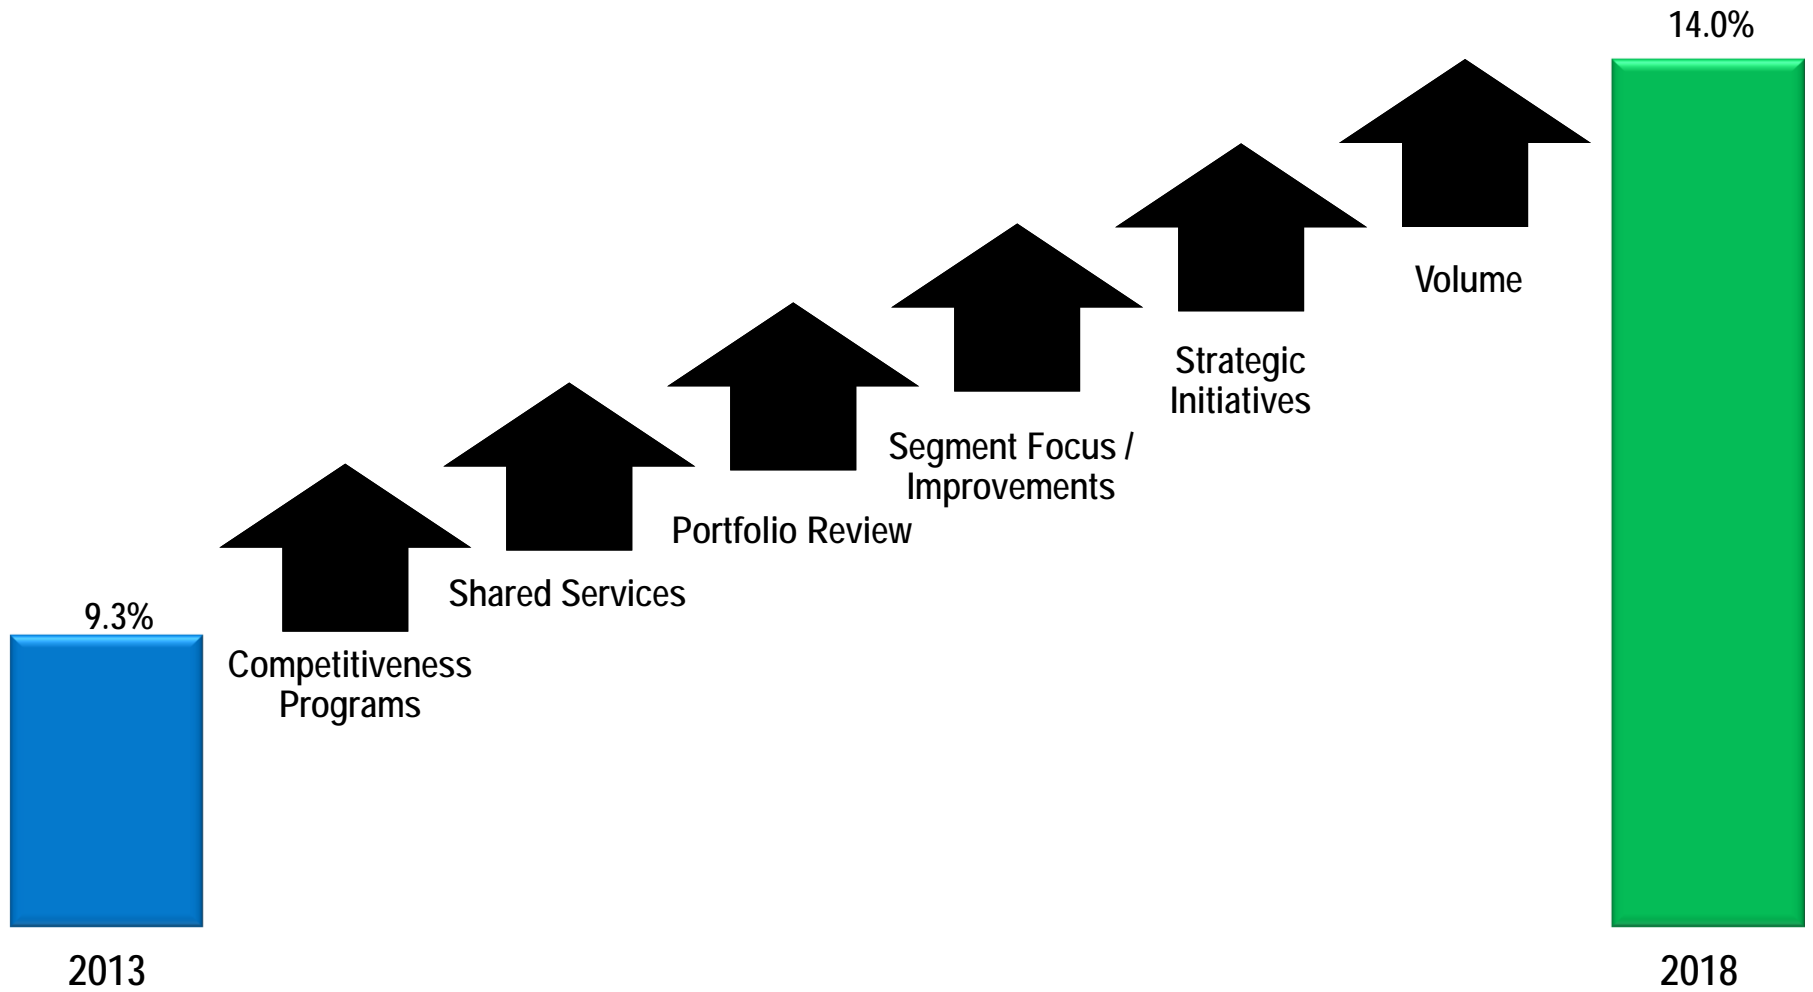 14.0%
Volume
Strategic
Initiatives
Segment Focus /
Improvements
Portfolio Review
Shared Services
9.3%
Competitiveness
Programs
2013
2018